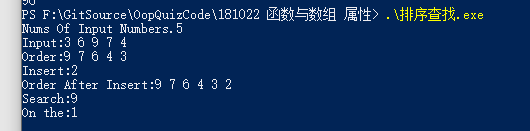 PS F:\GitSource\OopQuizCode\181022 函数与数组 属性> .\排序查找.exe
Nums Of Input Numbers.5
Input:3 6 9 7 4
Order:9 7 6 4 3
Insert:2
Order After Insert:9 7 6 4 3 2
Search:9
On the:1